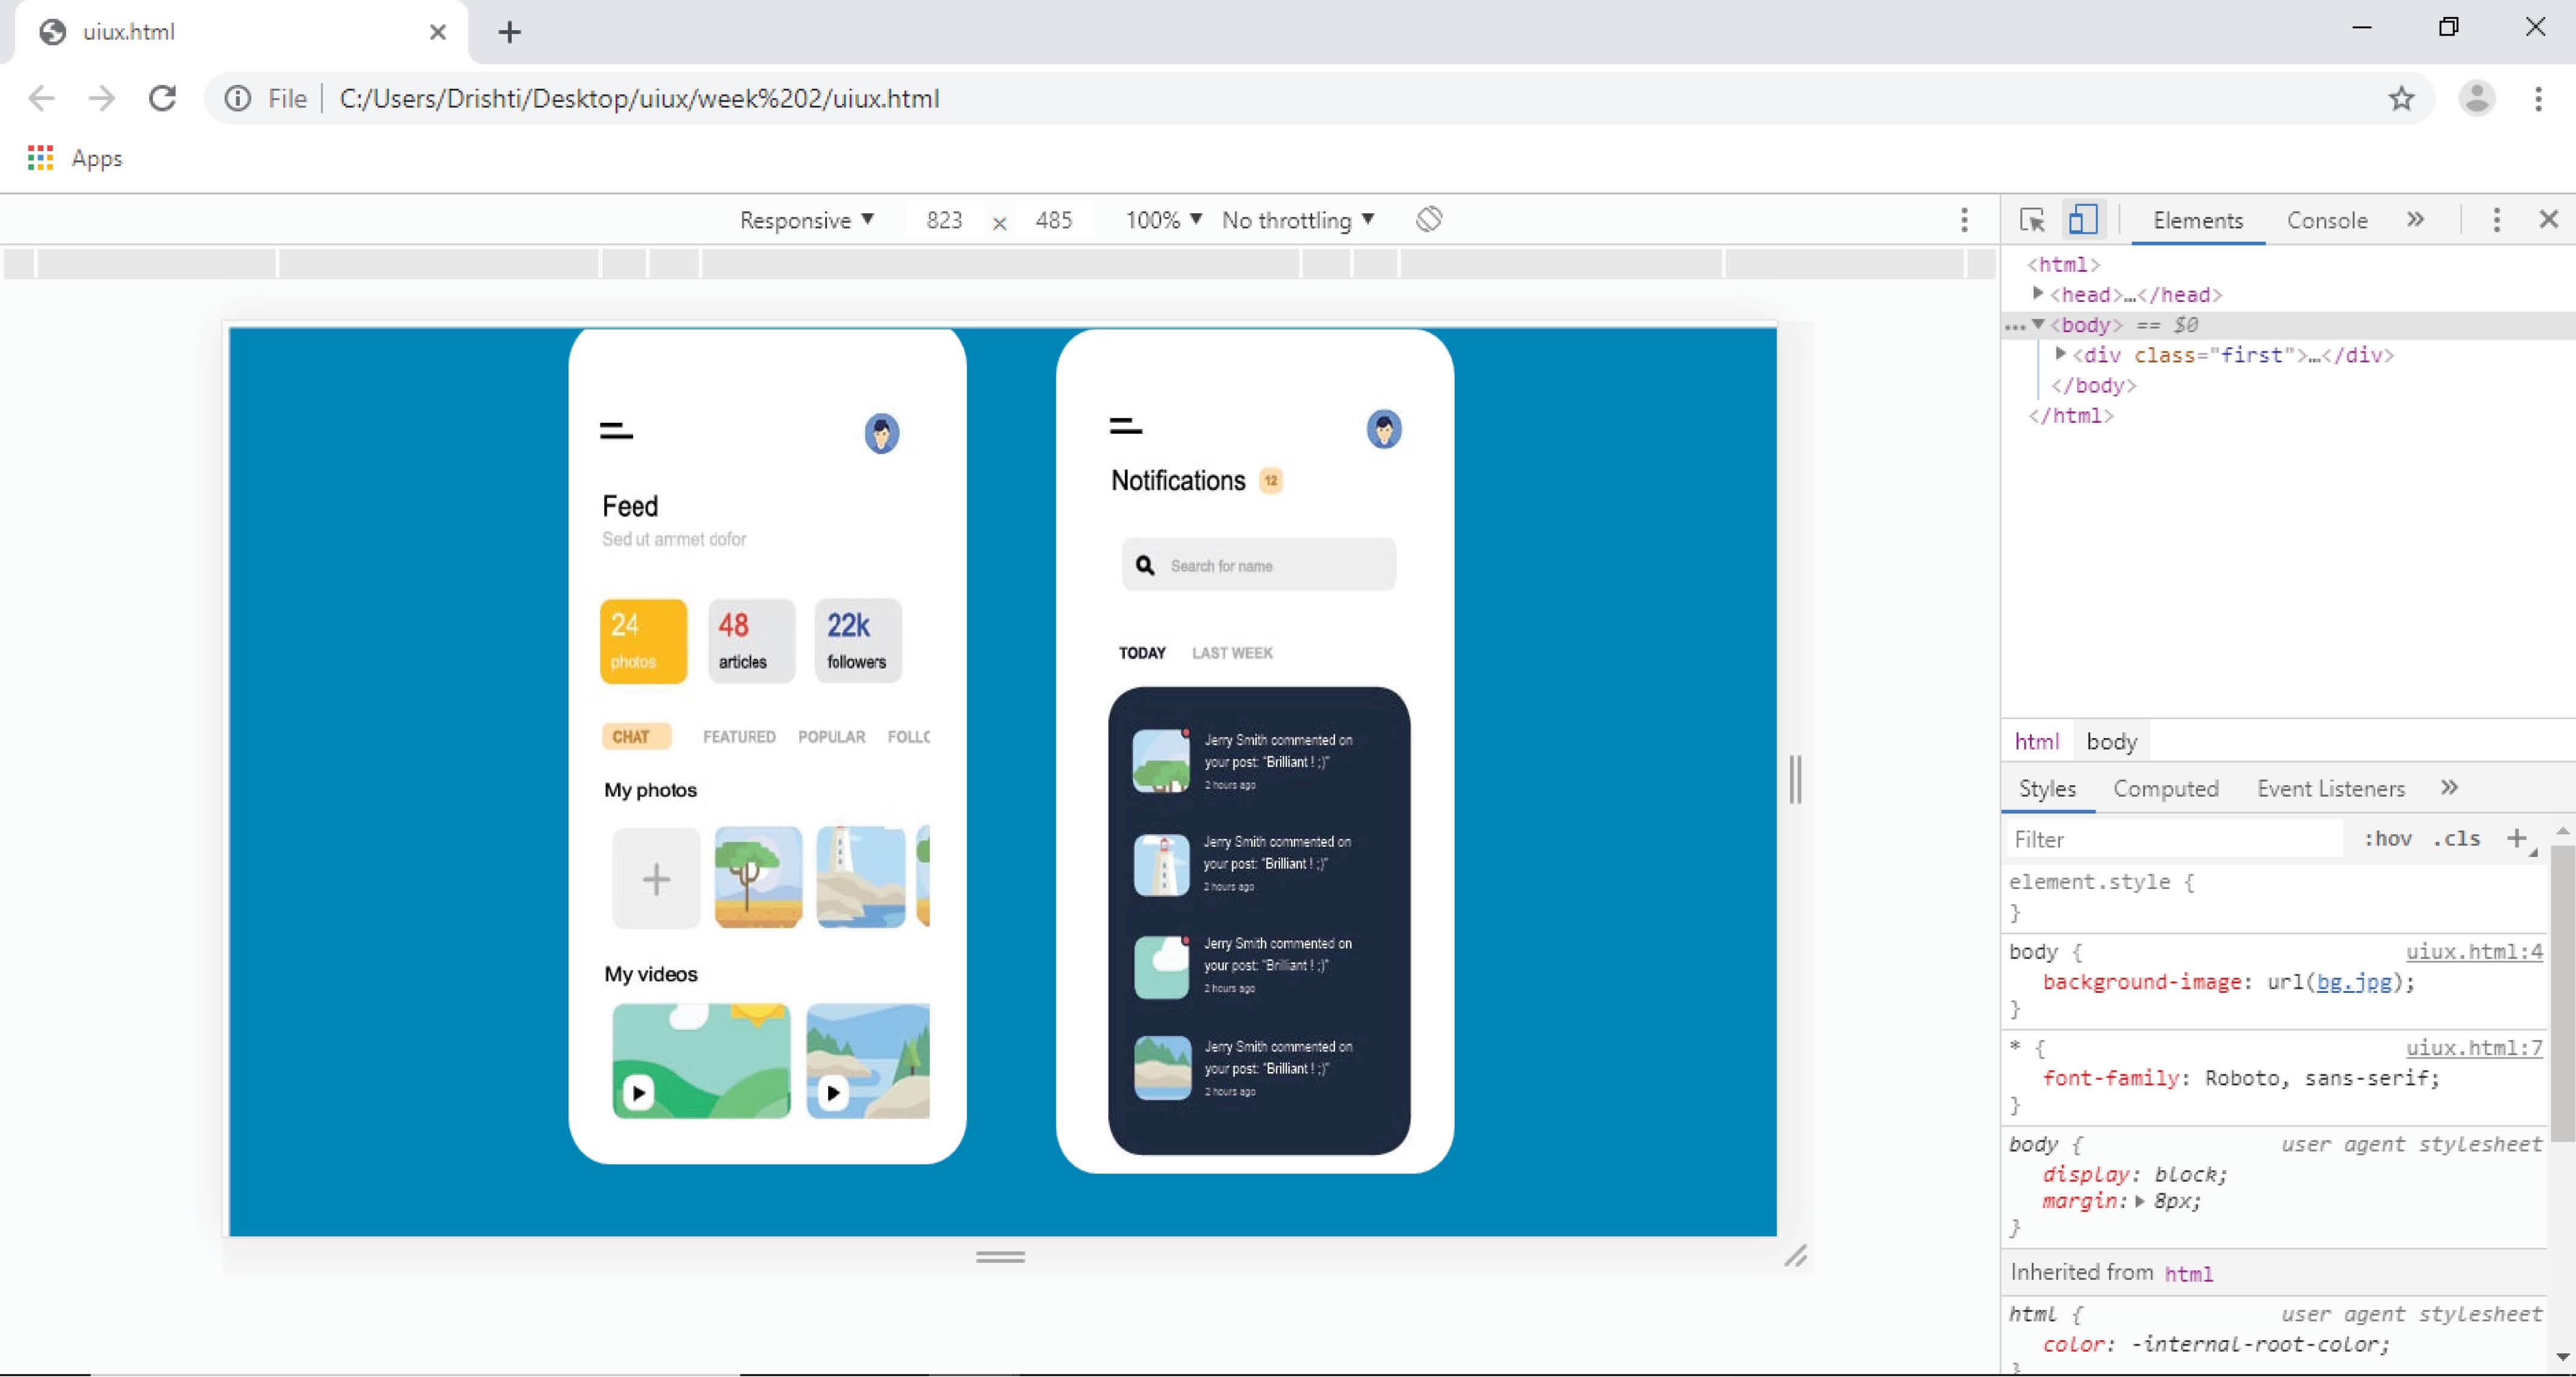 uiux.html
File C:/Users/Drishti/Desktop/uiux/week%202/uiux.html
Apps
Responsive 823 × 485 100% No throttling
Feed
Sed ut ammet dofor
24
photos
48
articles
22k
followers
CHAT FEATURED POPULAR FOLLC
My photos
My videos
Notifications 12
Search for name
TODAY LAST WEEK
Jerry Smith commented on
your post: "Brilliant ! ;)"
2 hours ago
Jerry Smith commented on
your post: "Brilliant ! ;)"
2 hours ago
Jerry Smith commented on
your post: "Brilliant ! ;)"
2 hours ago
Jerry Smith commented on
your post: "Brilliant ! ;)"
2 hours ago
Elements Console »
<html>
<head>…</head>
… <body> == $0
<div class="first">…</div>
</body>
</html>
html body
Styles Computed Event Listeners »
Filter :hov .cls +
element.style {
}
body { uiux.html:4
background-image: url(bg.jpg);
}
* { uiux.html:7
font-family: Roboto, sans-serif;
}
body { user agent stylesheet
display: block;
margin: 8px;
}
Inherited from html
html { user agent stylesheet
color: -internal-root-color;
}